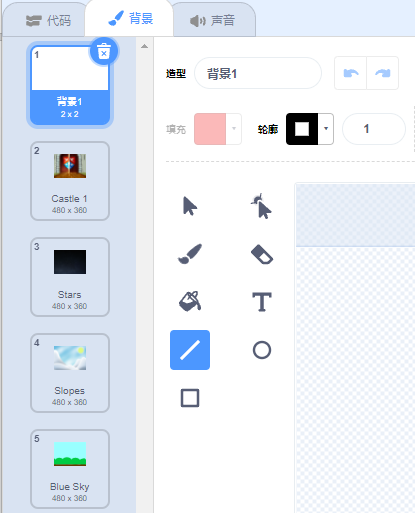 代码
背景
声音
1
背景1
2 x 2
2
Castle 1
480 x 360
3
Stars
480 x 360
4
Slopes
480 x 360
5
Blue Sky
480 x 360
造型
背景1
填充
轮廓
1